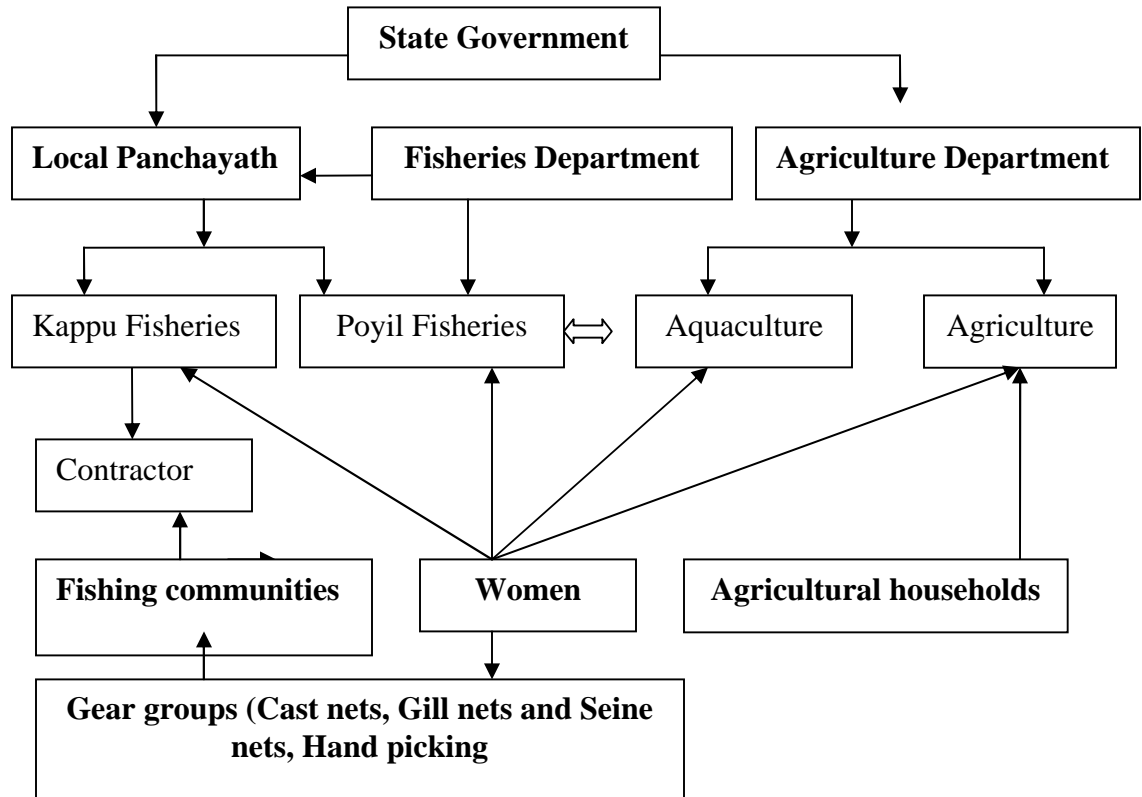 State Government
Local Panchayath
Fisheries Department
Agriculture Department
Kappu Fisheries
Poyil Fisheries
Aquaculture
Agriculture
Contractor
Fishing communities
Women
Agricultural households
Gear groups (Cast nets, Gill nets and Seine
nets, Hand picking